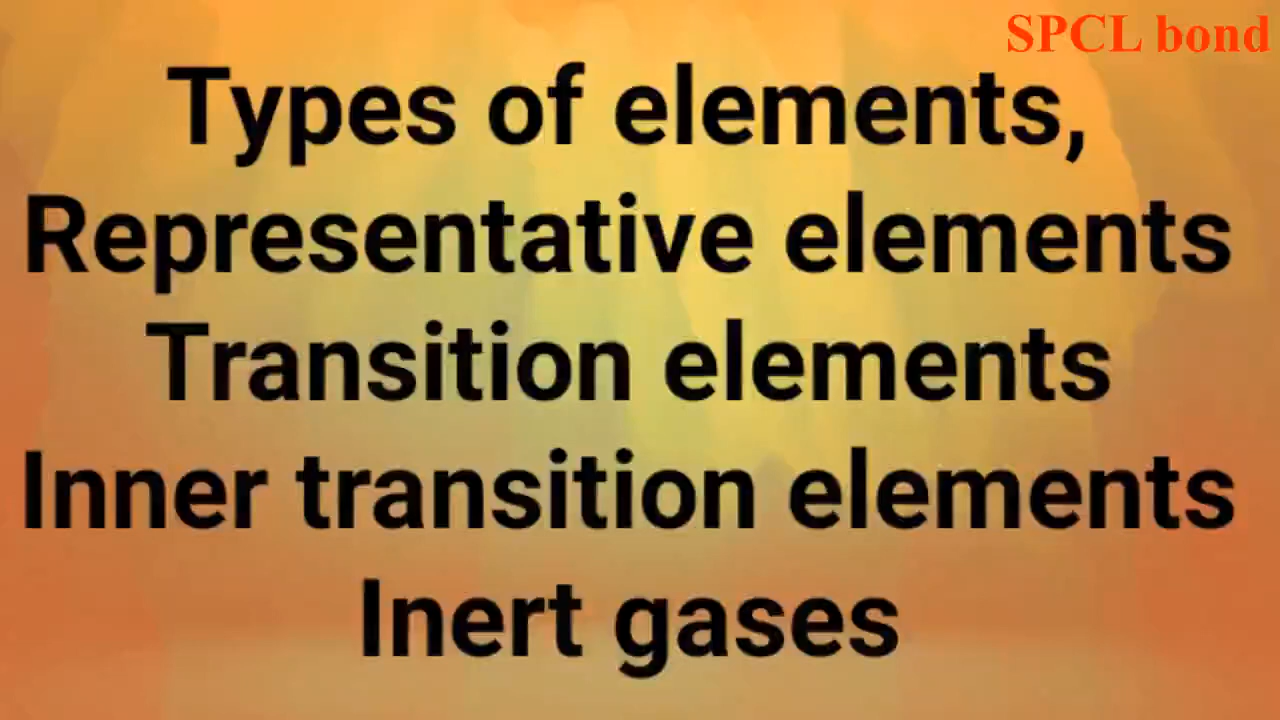 SPCL bond
Types of elements,
Representative elements
Transition elements
Inner transition elements
Inert gases